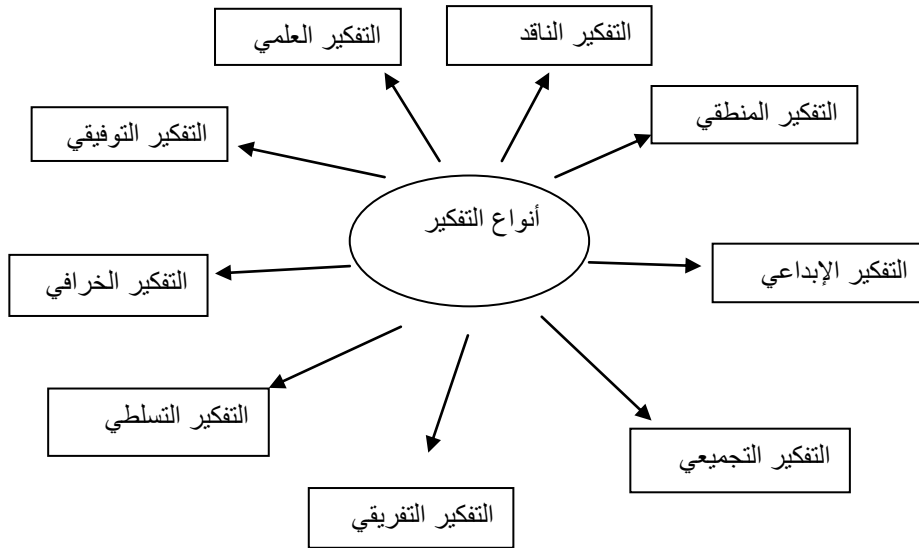 التفكير الناقد
التفكير العلمي
التفكير المنطقي
التفكير التوفيقي
أنواع التفكير
التفكير الإبداعي
التفكير الخرافي
التفكير التسلطي
التفكير التجميعي
التفكير التفريقي